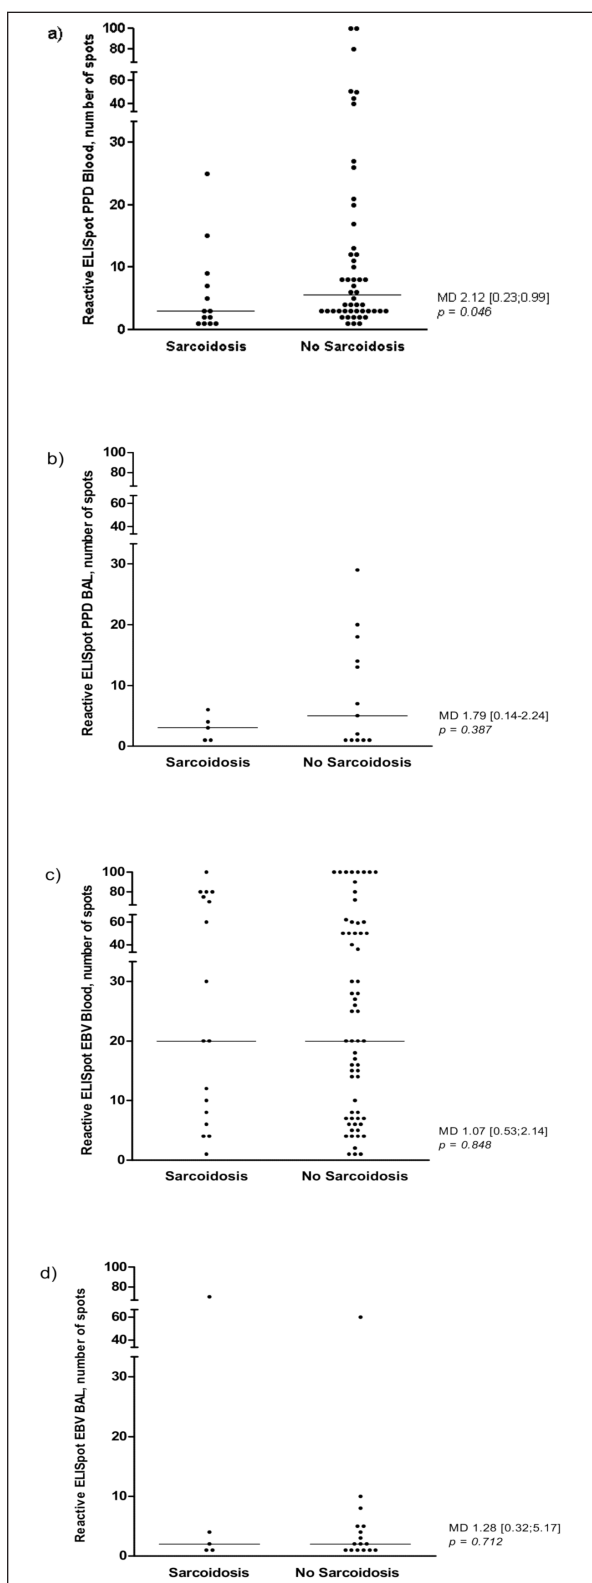 a)
Reactive ELISpot PPD Blood, number of spots
100
80
60
40
30
20
10
0
Sarcoidosis No Sarcoidosis
MD 2.12 [0.23;0.99]
p = 0.046
b)
Reactive ELISpot PPD BAL, number of spots
100
80
60
40
30
20
10
0
Sarcoidosis No Sarcoidosis
MD 1.79 [0.14-2.24]
p = 0.387
c)
Reactive ELISpot EBV Blood, number of spots
100
80
60
40
30
20
10
0
Sarcoidosis No Sarcoidosis
MD 1.07 [0.53;2.14]
p = 0.848
d)
Reactive ELISpot EBV BAL, number of spots
100
80
60
40
30
20
10
0
Sarcoidosis No Sarcoidosis
MD 1.28 [0.32;5.17]
p = 0.712